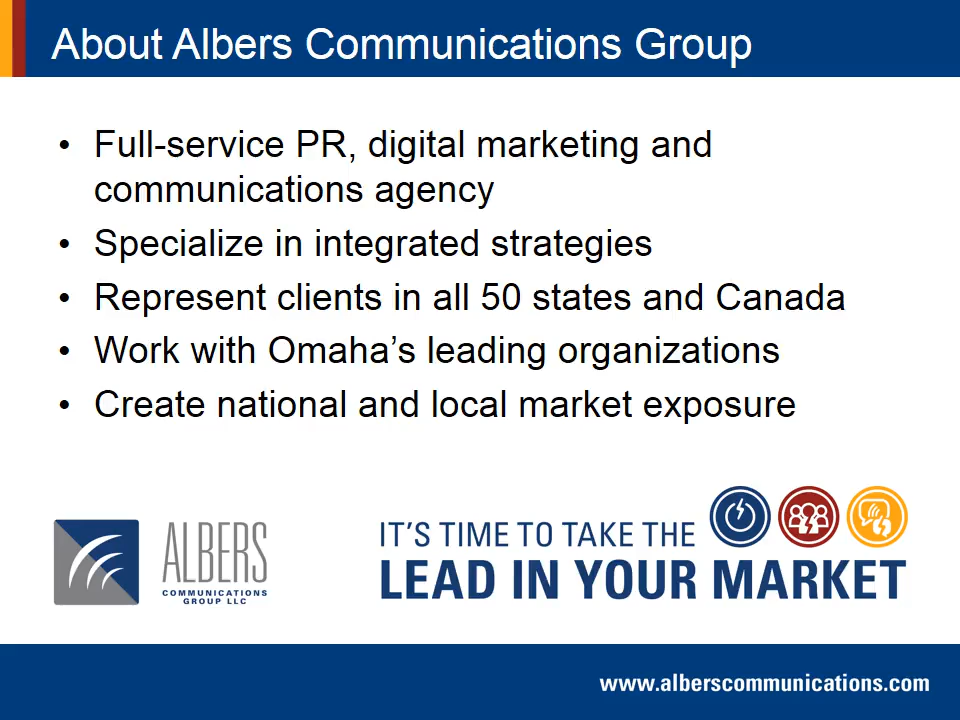 About Albers Communications Group
• Full-service PR, digital marketing and
communications agency
• Specialize in integrated strategies
• Represent clients in all 50 states and Canada
• Work with Omaha’s leading organizations
• Create national and local market exposure
ALBERS
COMMUNICATIONS
GROUP LLC
IT’S TIME TO TAKE THE
LEAD IN YOUR MARKET
www.alberscommunications.com